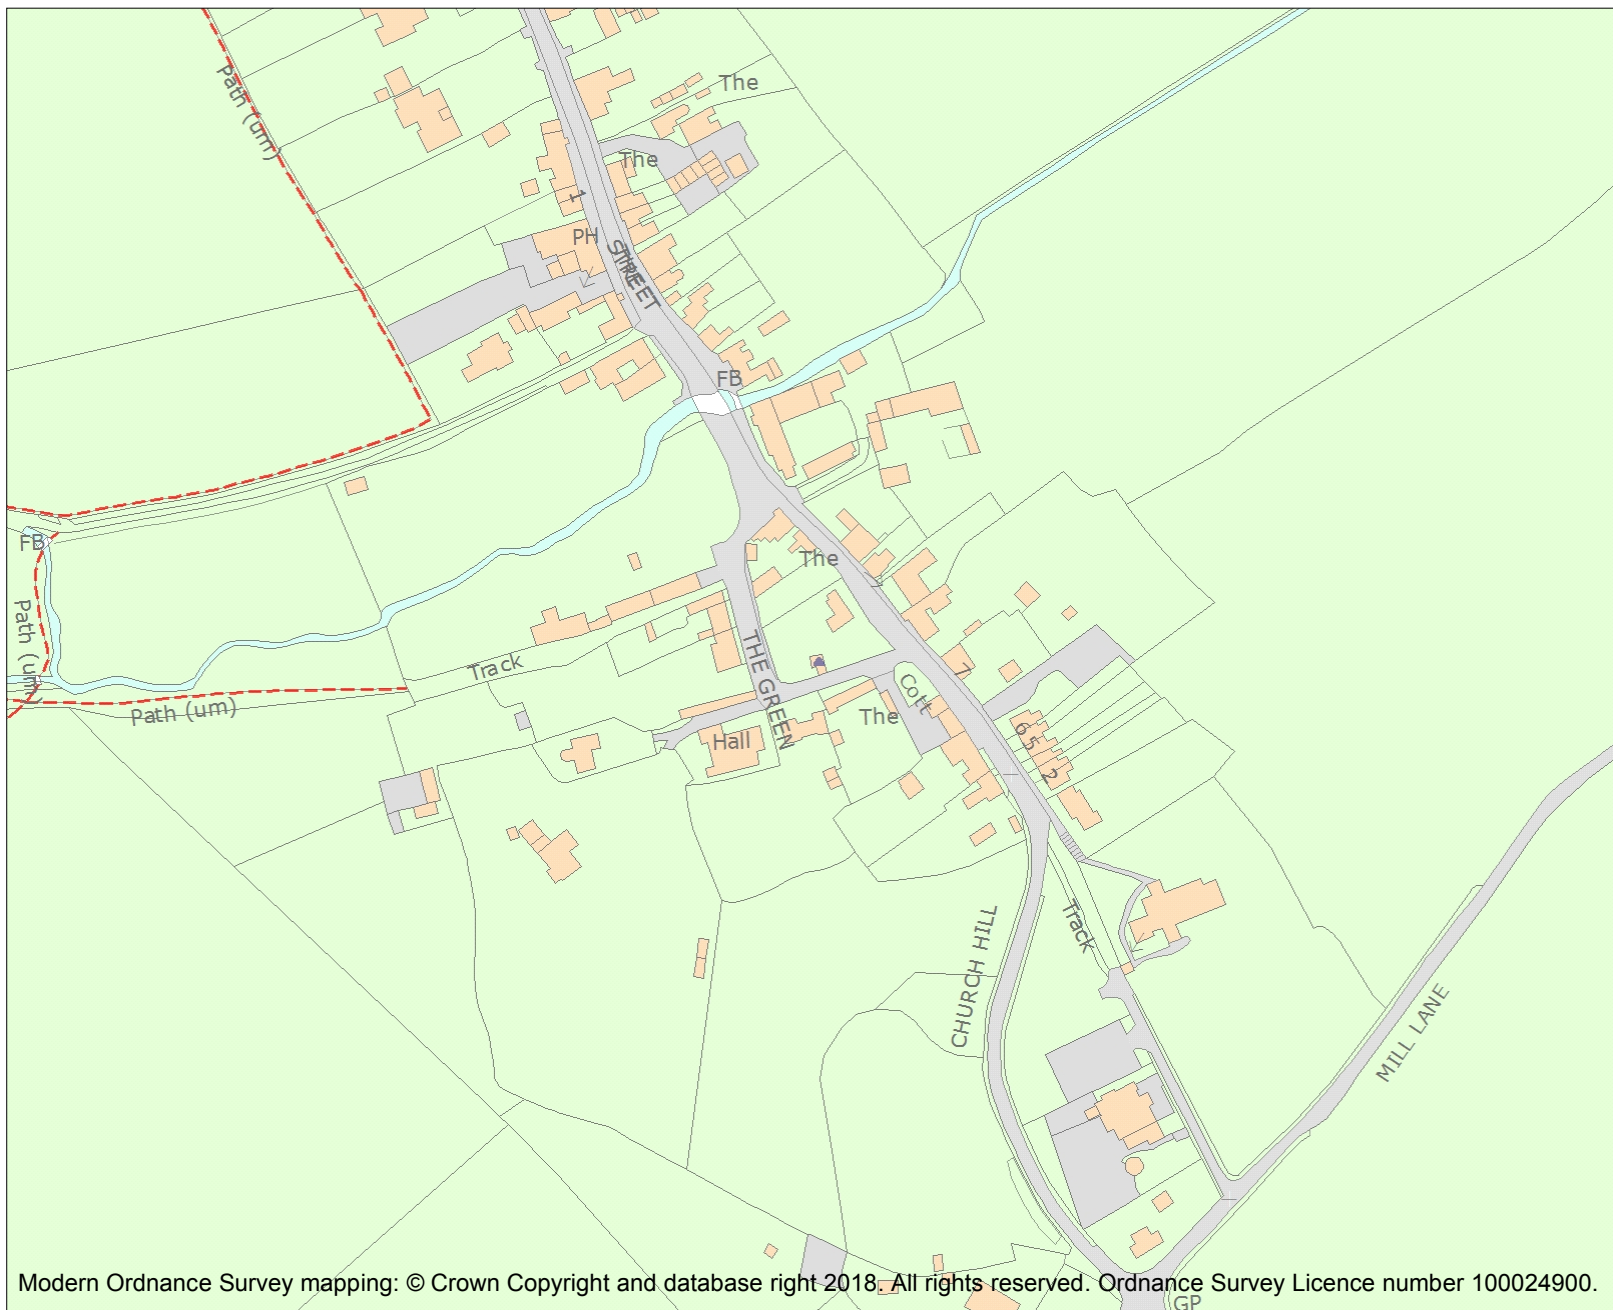 Path (um)
The
The
1
PH
THE
STREET
FB
FB
The
Path (um)
Track
THE GREEN
7
Cott
Path (um)
The
Hall
6
5
2
Track
CHURCH HILL
MILL LANE
Modern Ordnance Survey mapping: © Crown Copyright and database right 2018. All rights reserved. Ordnance Survey Licence number 100024900.
GP